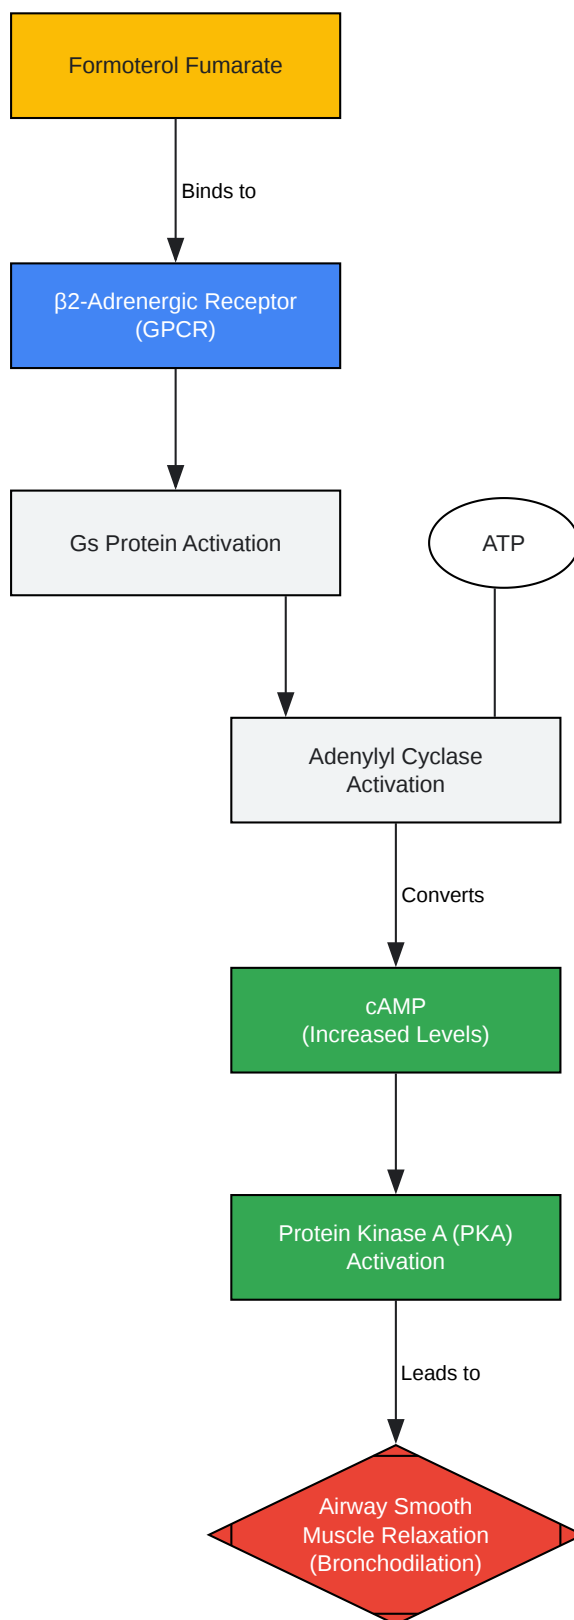 Formoterol Fumarate
Binds to
β2-Adrenergic Receptor
(GPCR)
Gs Protein Activation
ATP
Adenylyl Cyclase
Activation
Converts
cAMP
(Increased Levels)
Protein Kinase A (PKA)
Activation
Leads to
Airway Smooth
Muscle Relaxation
(Bronchodilation)